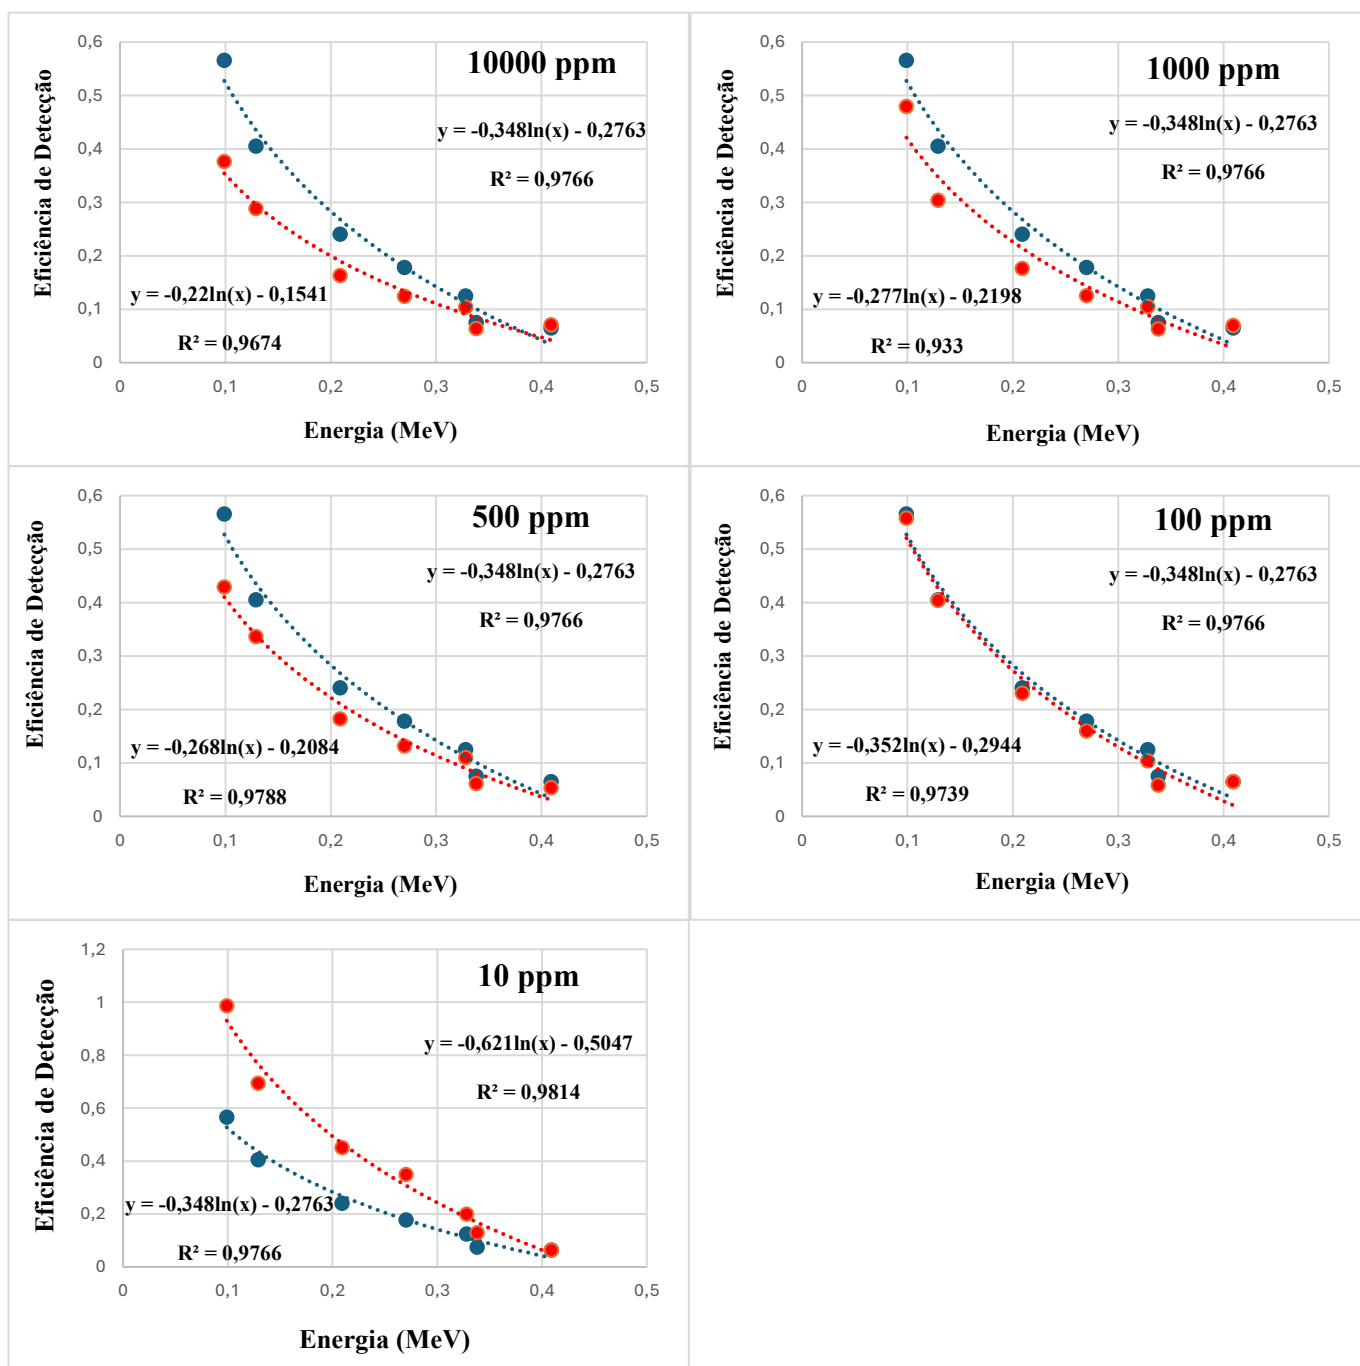 10000 ppm
y = -0,348ln(x) - 0,2763
R² = 0,9766
y = -0,22ln(x) - 0,1541
R² = 0,9674
0,6
0,5
0,4
0,3
0,2
0,1
0
0 0,1 0,2 0,3 0,4 0,5
Eficiência de Detecção
Energia (MeV)
1000 ppm
y = -0,348ln(x) - 0,2763
R² = 0,9766
y = -0,277ln(x) - 0,2198
R² = 0,933
0,6
0,5
0,4
0,3
0,2
0,1
0
0 0,1 0,2 0,3 0,4 0,5
Eficiência de Detecção
Energia (MeV)
500 ppm
y = -0,348ln(x) - 0,2763
R² = 0,9766
y = -0,268ln(x) - 0,2084
R² = 0,9788
0,6
0,5
0,4
0,3
0,2
0,1
0
0 0,1 0,2 0,3 0,4 0,5
Eficiência de Detecção
Energia (MeV)
100 ppm
y = -0,348ln(x) - 0,2763
R² = 0,9766
y = -0,352ln(x) - 0,2944
R² = 0,9739
0,6
0,5
0,4
0,3
0,2
0,1
0
0 0,1 0,2 0,3 0,4 0,5
Eficiência de Detecção
Energia (MeV)
10 ppm
y = -0,621ln(x) - 0,5047
R² = 0,9814
y = -0,348ln(x) - 0,2763
R² = 0,9766
1,2
1
0,8
0,6
0,4
0,2
0
0 0,1 0,2 0,3 0,4 0,5
Eficiência de Detecção
Energia (MeV)